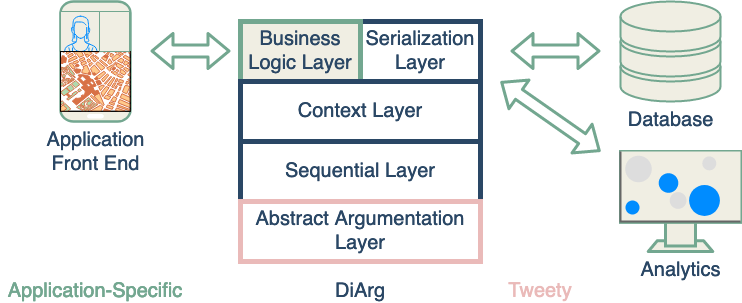 Business
Logic Layer
Serialization
Layer
Context Layer
Sequential Layer
Abstract Argumentation
Layer
Application
Front End
Database
Analytics
Application-Specific
DiArg
Tweety